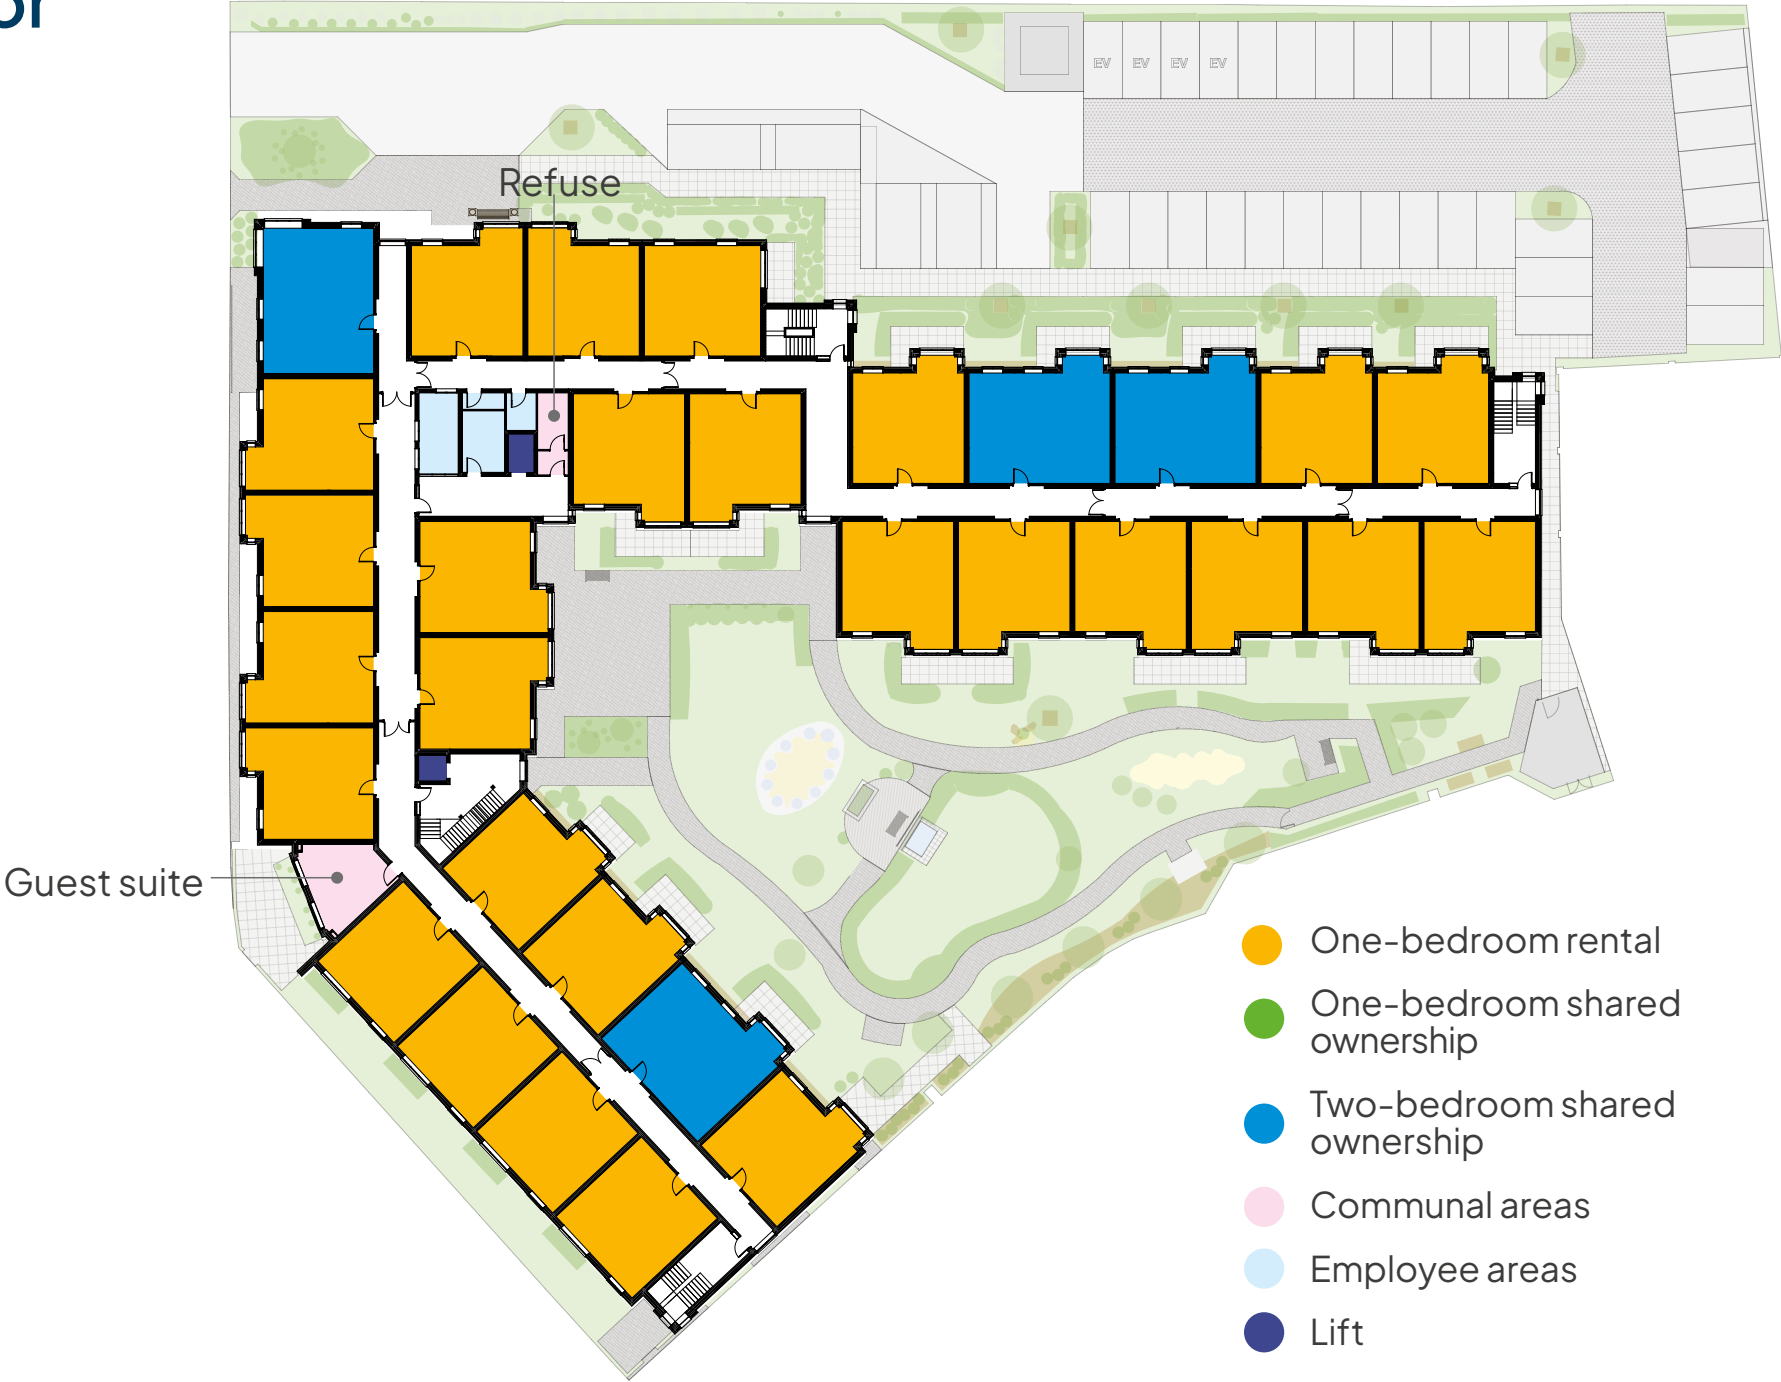 or
EV EV EV EV
Refuse
Guest suite
One-bedroom rental
One-bedroom shared
ownership
Two-bedroom shared
ownership
Communal areas
Employee areas
Lift